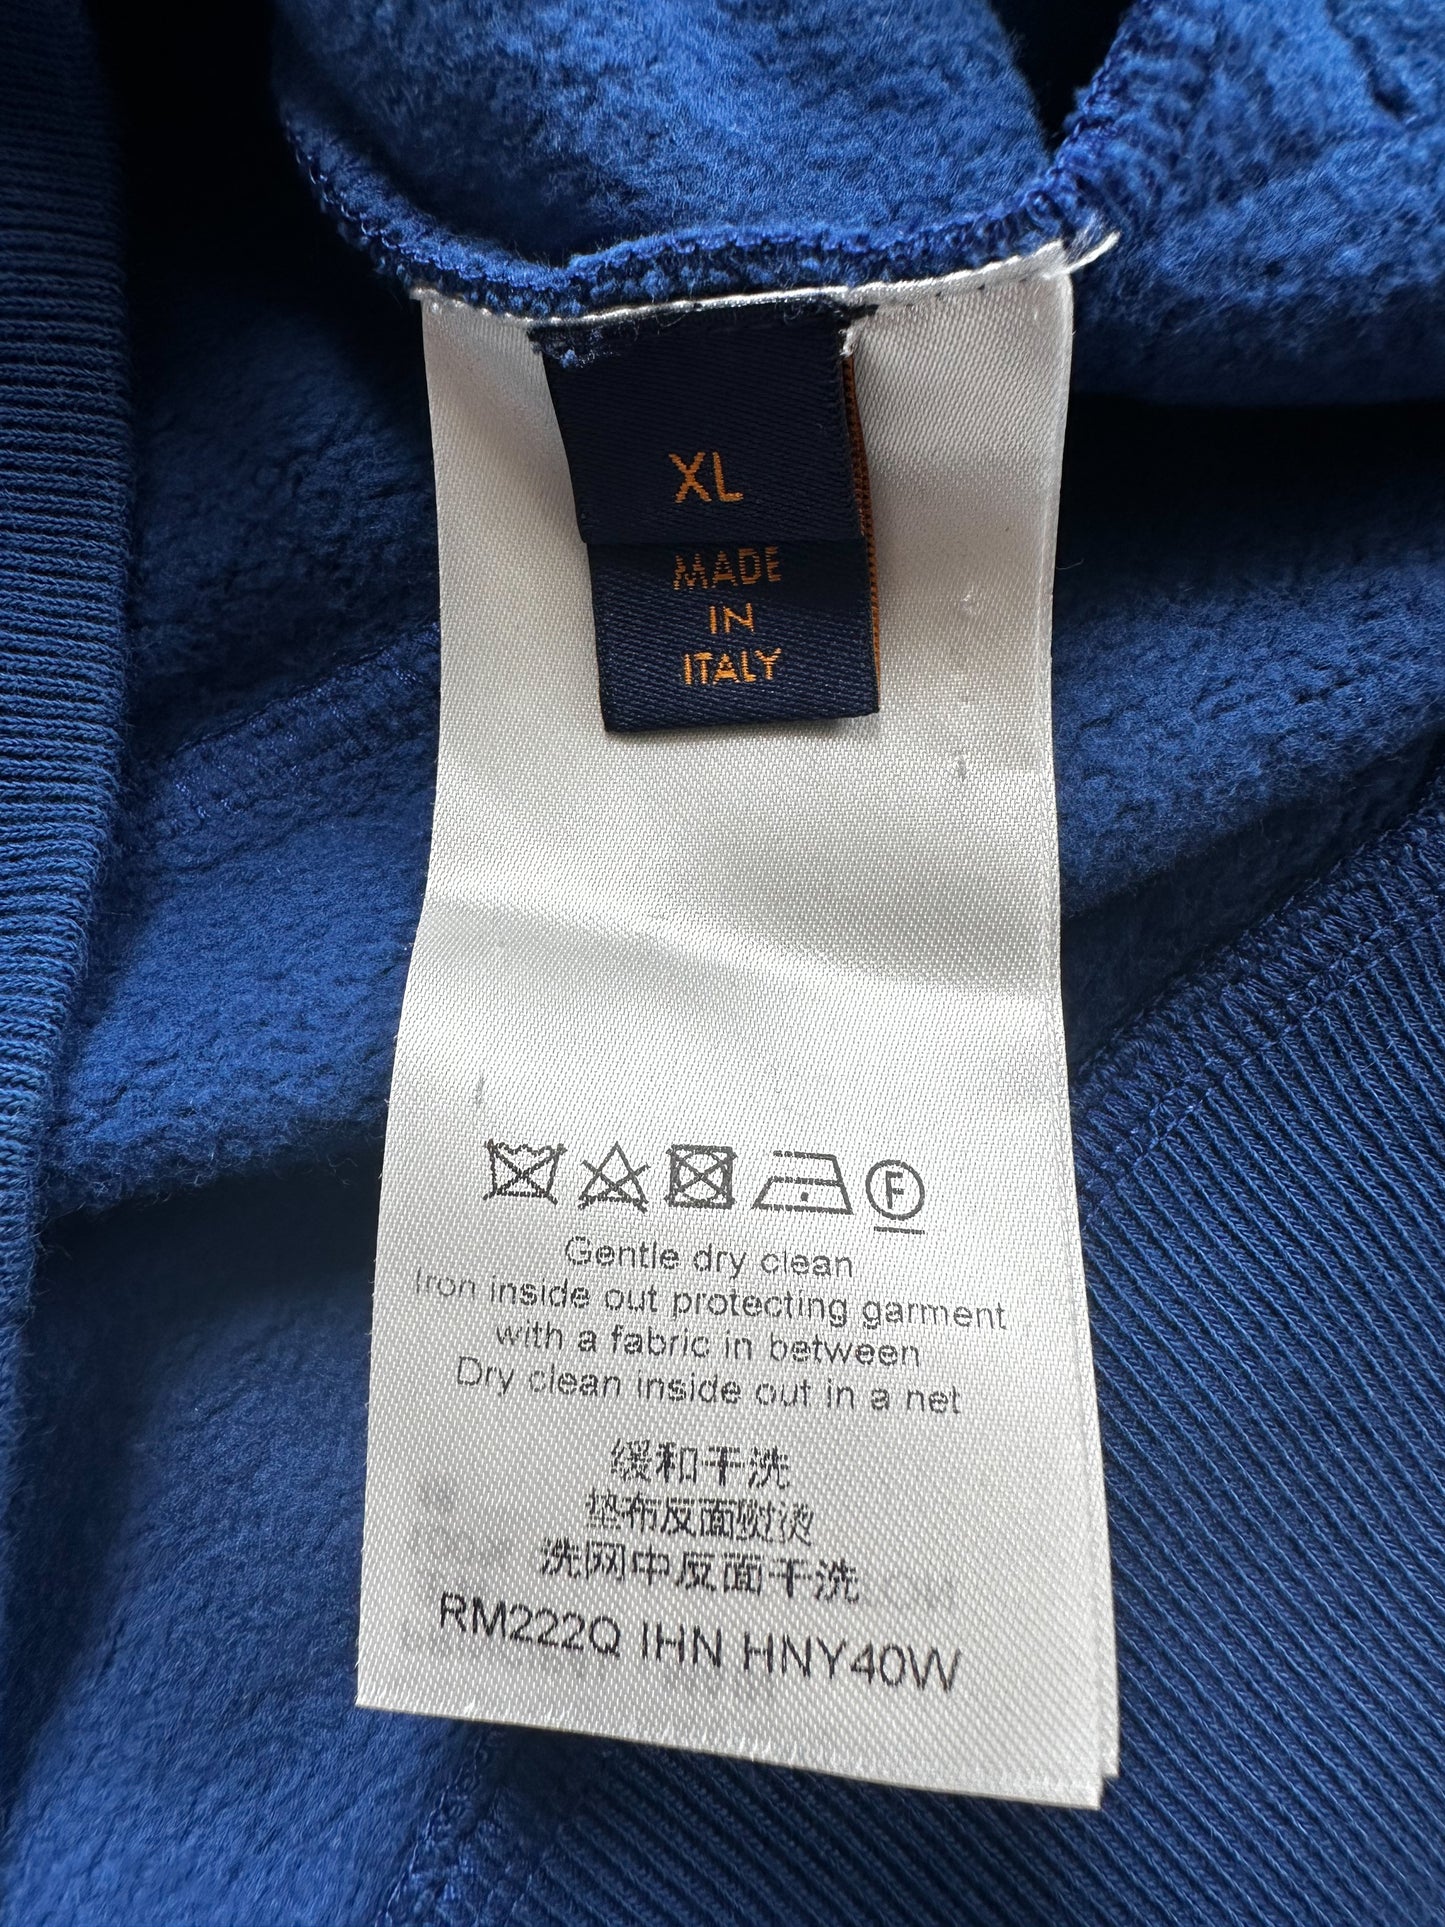 XL
MADE
IN
ITALY
F
Gentle dry clean
Iron inside out protecting garment
with a fabric in between
Dry clean inside out in a net
缓和干洗
垫布反面熨烫
洗网中反面干洗
RM222Q IHN HNY40W